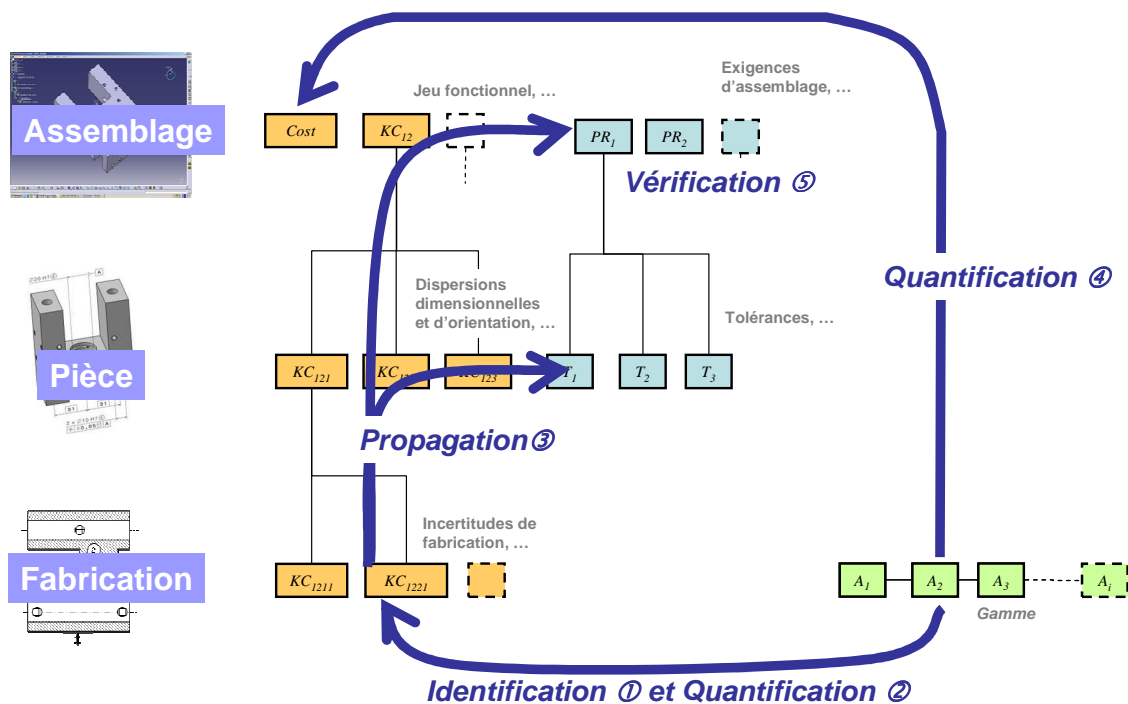 Exigences
d'assemblage, …
Jeu fonctionnel, …
Assemblage
Cost
KC12
PR1
PR2
Vérification ⑤
Quantification ④
Dispersions
dimensionnelles
et d'orientation, …
Tolérances, …
Pièce
KC121
KC123
T1
T2
T3
Propagation③
Incertitudes de
fabrication, …
Fabrication
KC1211
KC1221
A1
A2
A3
Ai
Gamme
Identification ① et Quantification ②